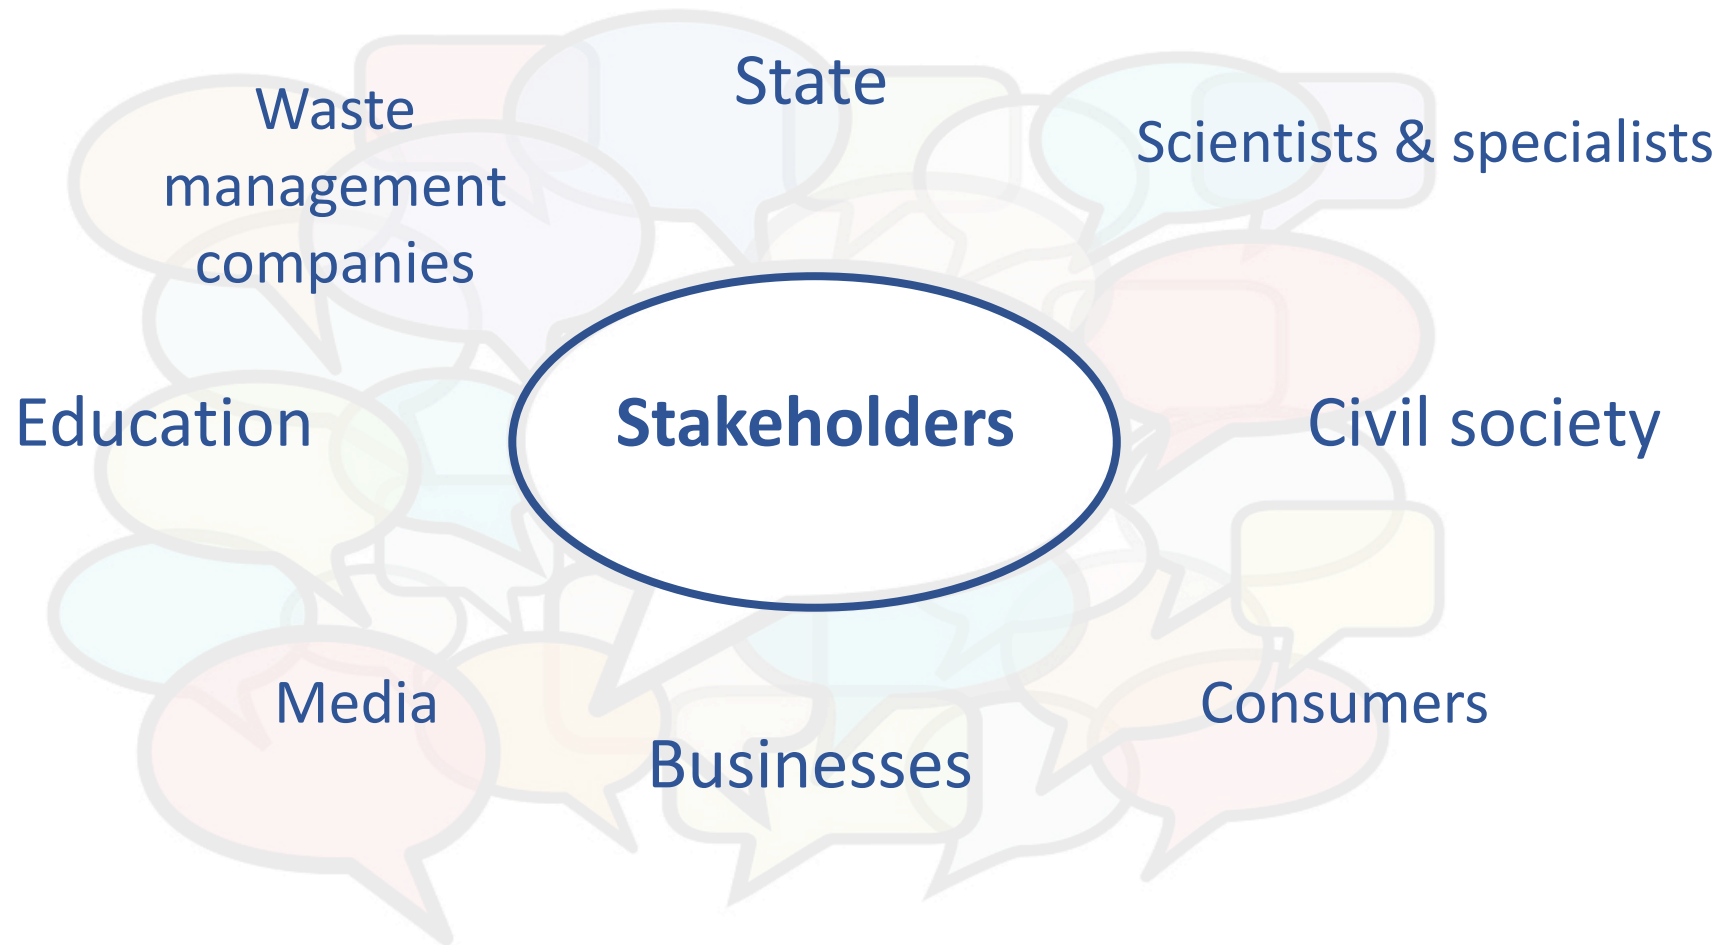 State
Scientists & specialists
Waste
management
companies
Education
Stakeholders
Civil society
Media
Consumers
Businesses